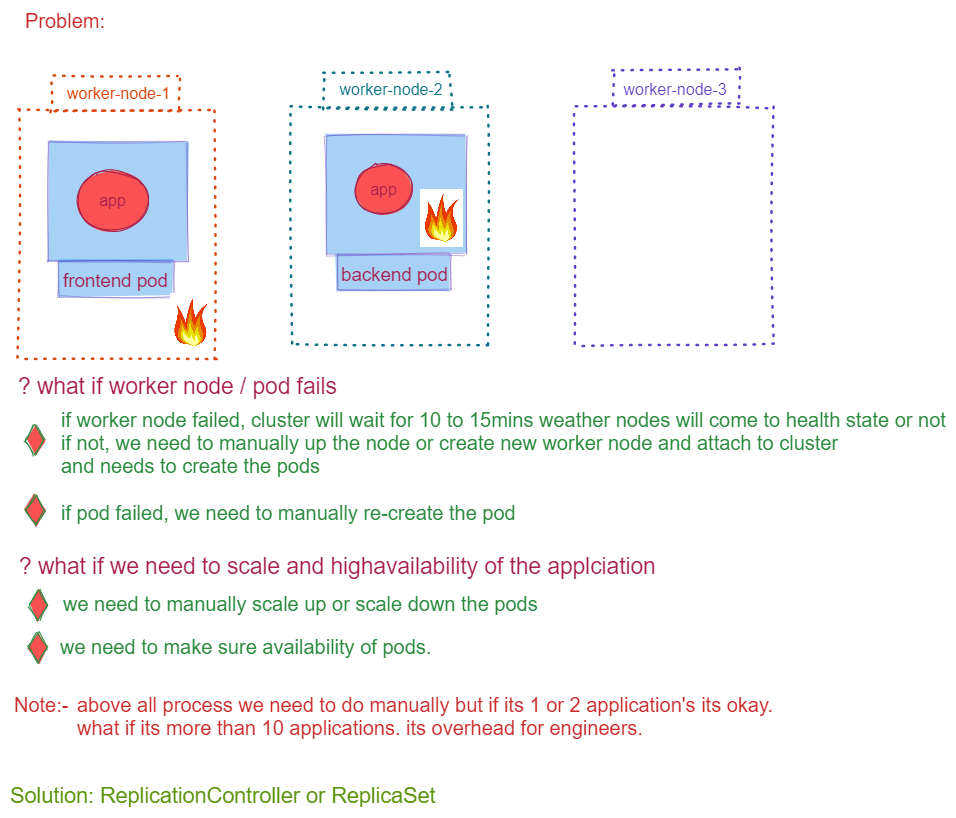 Problem:
worker-node-1
worker-node-2
worker-node-3
app
app
frontend pod
backend pod
? what if worker node / pod fails
if worker node failed, cluster will wait for 10 to 15mins weather nodes will come to health state or not
if not, we need to manually up the node or create new worker node and attach to cluster
and needs to create the pods
if pod failed, we need to manually re-create the pod
? what if we need to scale and highavailability of the applciation
we need to manually scale up or scale down the pods
we need to make sure availability of pods.
Note:- above all process we need to do manually but if its 1 or 2 application's its okay.
what if its more than 10 applications. its overhead for engineers.
Solution: ReplicationController or ReplicaSet